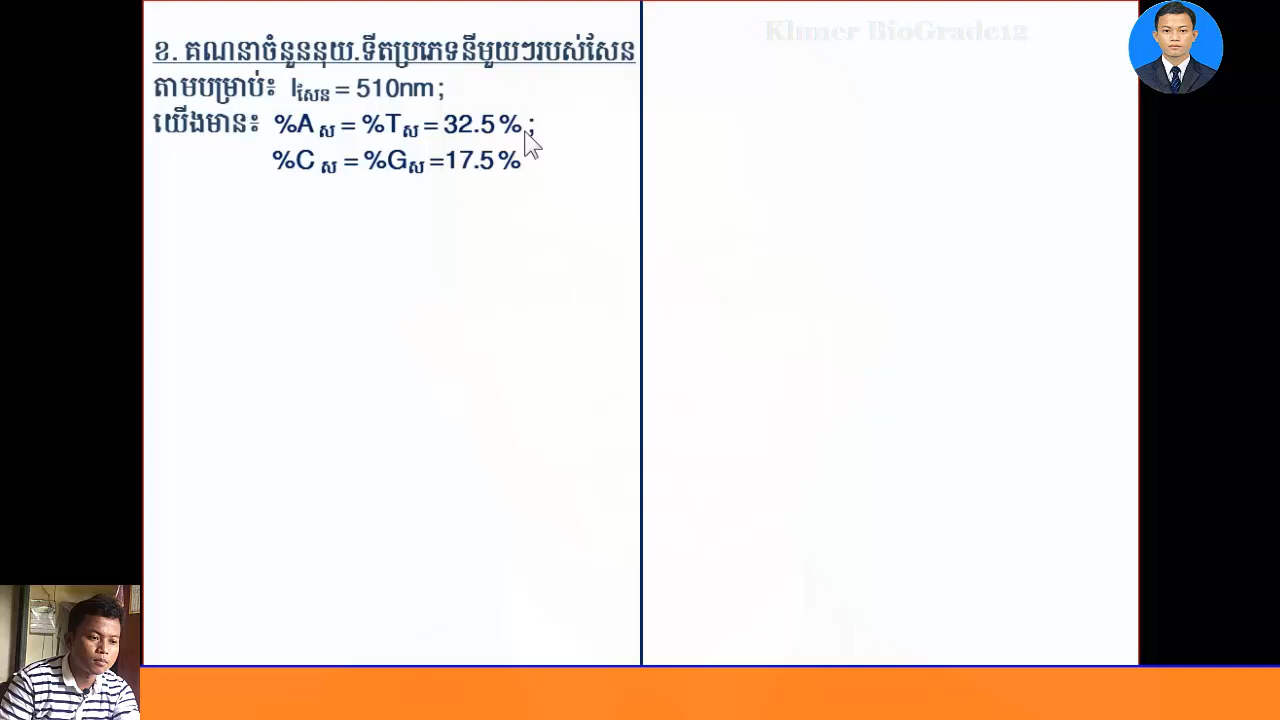 Khmer BioGrade12
ខ. គណនាចំនួននុយ.ទីតប្រភេទនីមួយៗរបស់សែន
តាមបម្រាប់៖ lសែន = 510nm ;
យើងមាន៖ %A ស = %Tស = 32.5 % ;
%C ស = %Gស =17.5 %